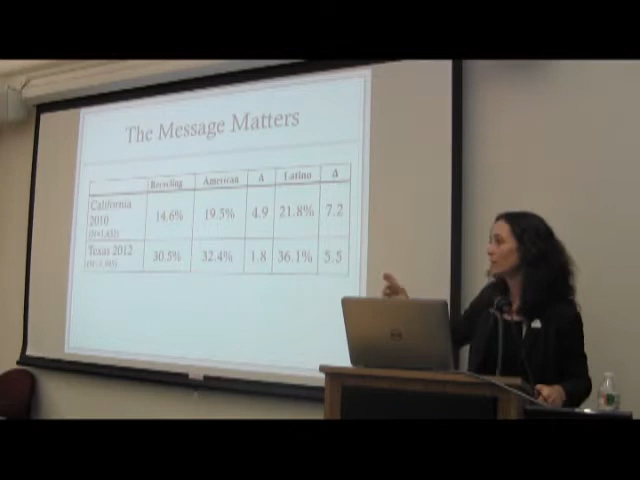 The Message Matters
Recycling American Δ Latino Δ
California 2010 14.6% 19.5% 4.9 21.8% 7.2
Texas 2012 30.5% 32.4% 1.8 36.1% 5.5